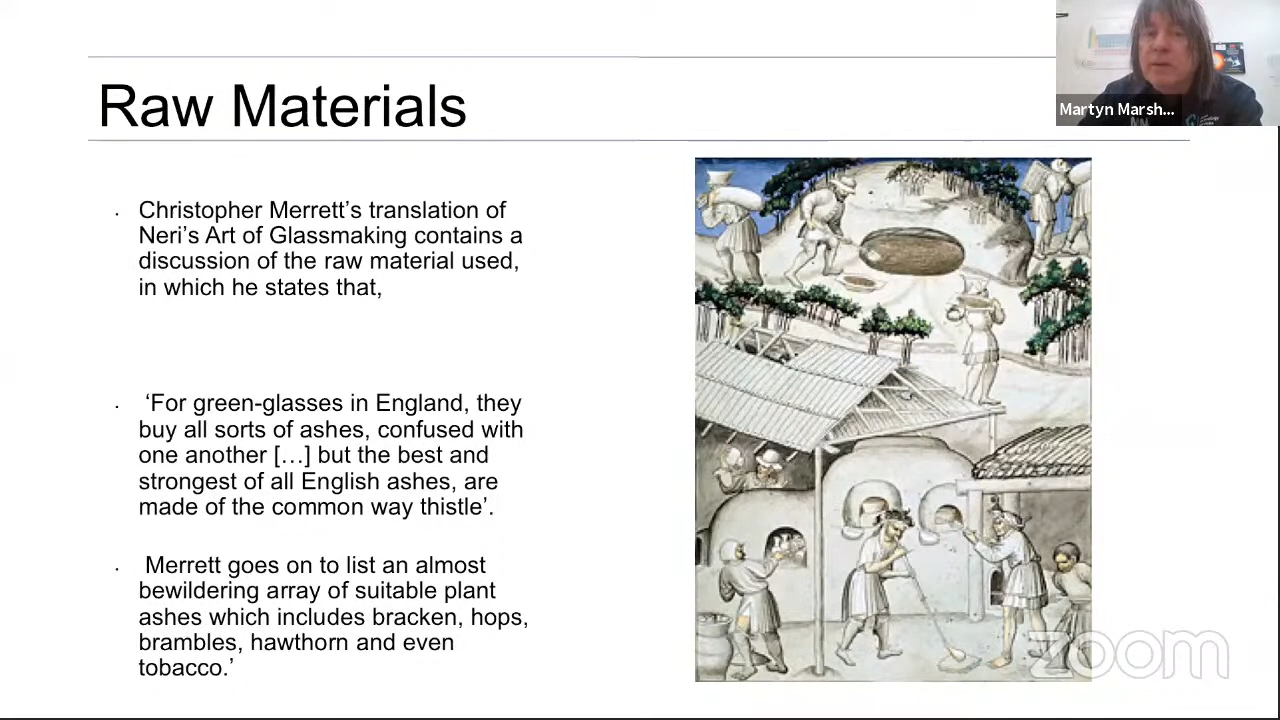 Raw Materials
Martyn Marsh...
Christopher Merrett’s translation of
Neri’s Art of Glassmaking contains a
discussion of the raw material used,
in which he states that,
‘For green-glasses in England, they
buy all sorts of ashes, confused with
one another […] but the best and
strongest of all English ashes, are
made of the common way thistle’.
Merrett goes on to list an almost
bewildering array of suitable plant
ashes which includes bracken, hops,
brambles, hawthorn and even
tobacco.’
zoom